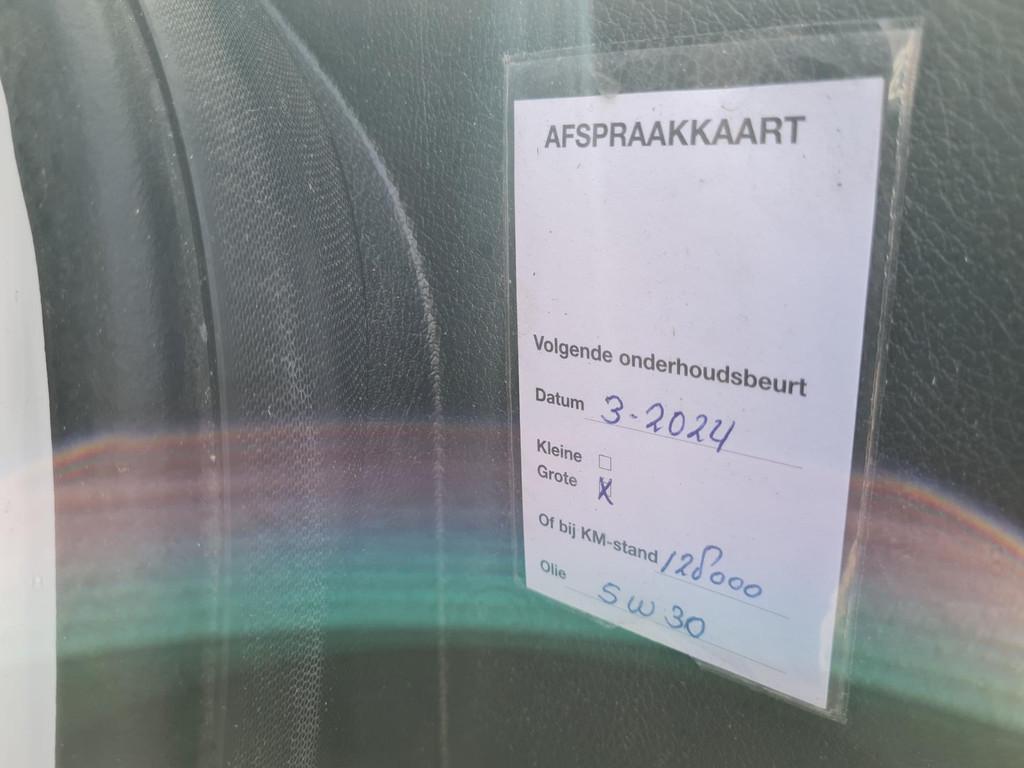 AFSPRAAKKAART
Volgende onderhoudsbeurt
Datum 3-2024
Kleine ☐
Grote X
Of bij KM-stand 128000
Olie 5W30